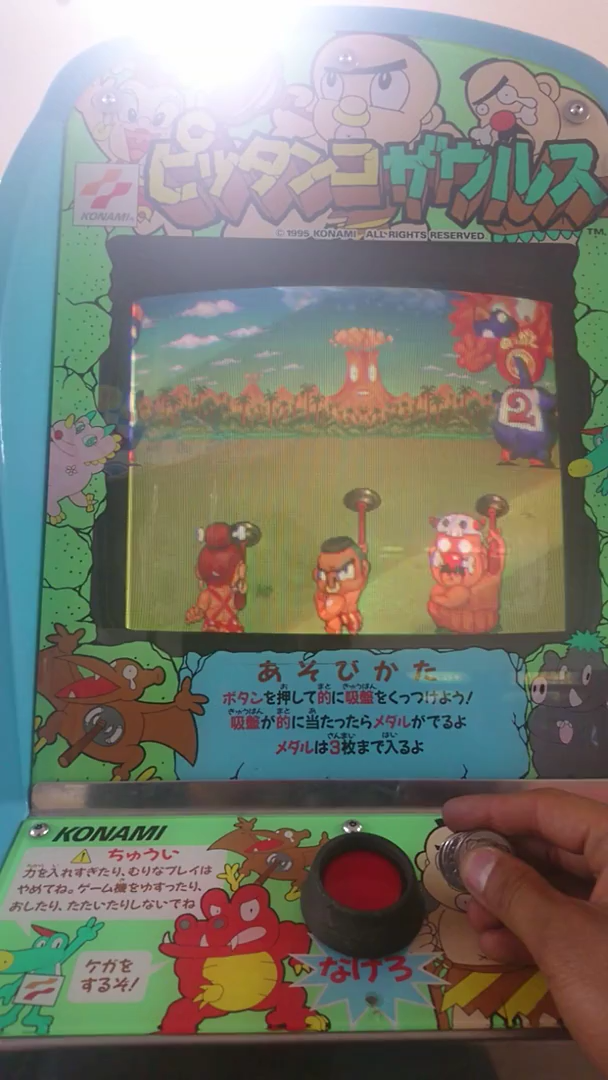 ピッタンコザウルス
TM
KONAMI
© 1995 KONAMI ALL RIGHTS RESERVED.
2
あそびかた
ボタンを押して的に吸盤をくっつけよう!
吸盤が的に当たったらメダルがでるよ
メダルは3枚まで入るよ
KONAMI
ちゅうい
力を入れすぎたり、むりなプレイは
やめてね。ゲーム機をゆすったり、
おしたり、たたいたりしないでね
ケガを
するぞ!
なげろ